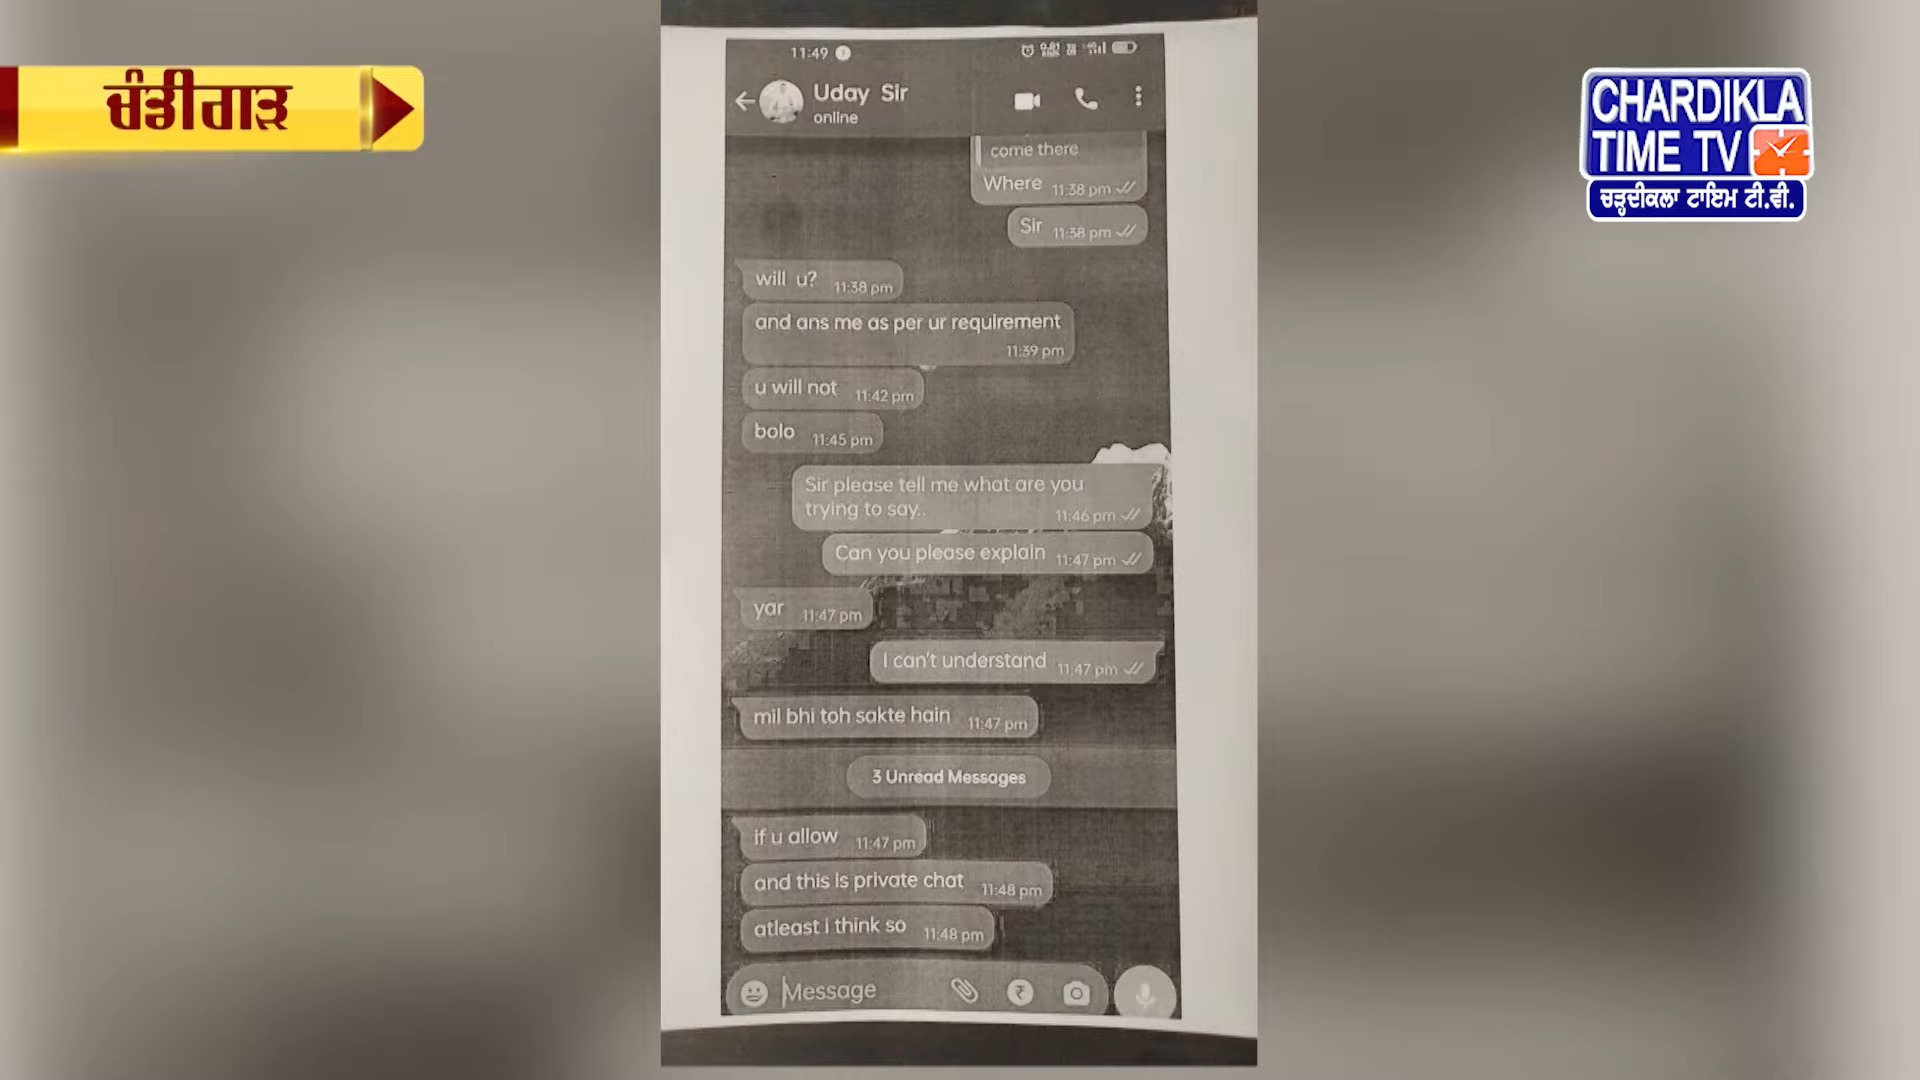 ਚੰਡੀਗੜ੍ਹ
CHARDIKLA
TIME TV
ਚੜ੍ਹਦੀਕਲਾ ਟਾਇਮ ਟੀ.ਵੀ.
11:49
Uday Sir
online
come there
Where 11:38 pm
Sir 11:38 pm
will u? 11:38 pm
and ans me as per ur requirement
11:39 pm
u will not 11:42 pm
bolo 11:45 pm
Sir please tell me what are you
trying to say.. 11:46 pm
Can you please explain 11:47 pm
yar 11:47 pm
I can't understand 11:47 pm
mil bhi toh sakte hain 11:47 pm
3 Unread Messages
if u allow 11:47 pm
and this is private chat 11:48 pm
atleast i think so 11:48 pm
Message